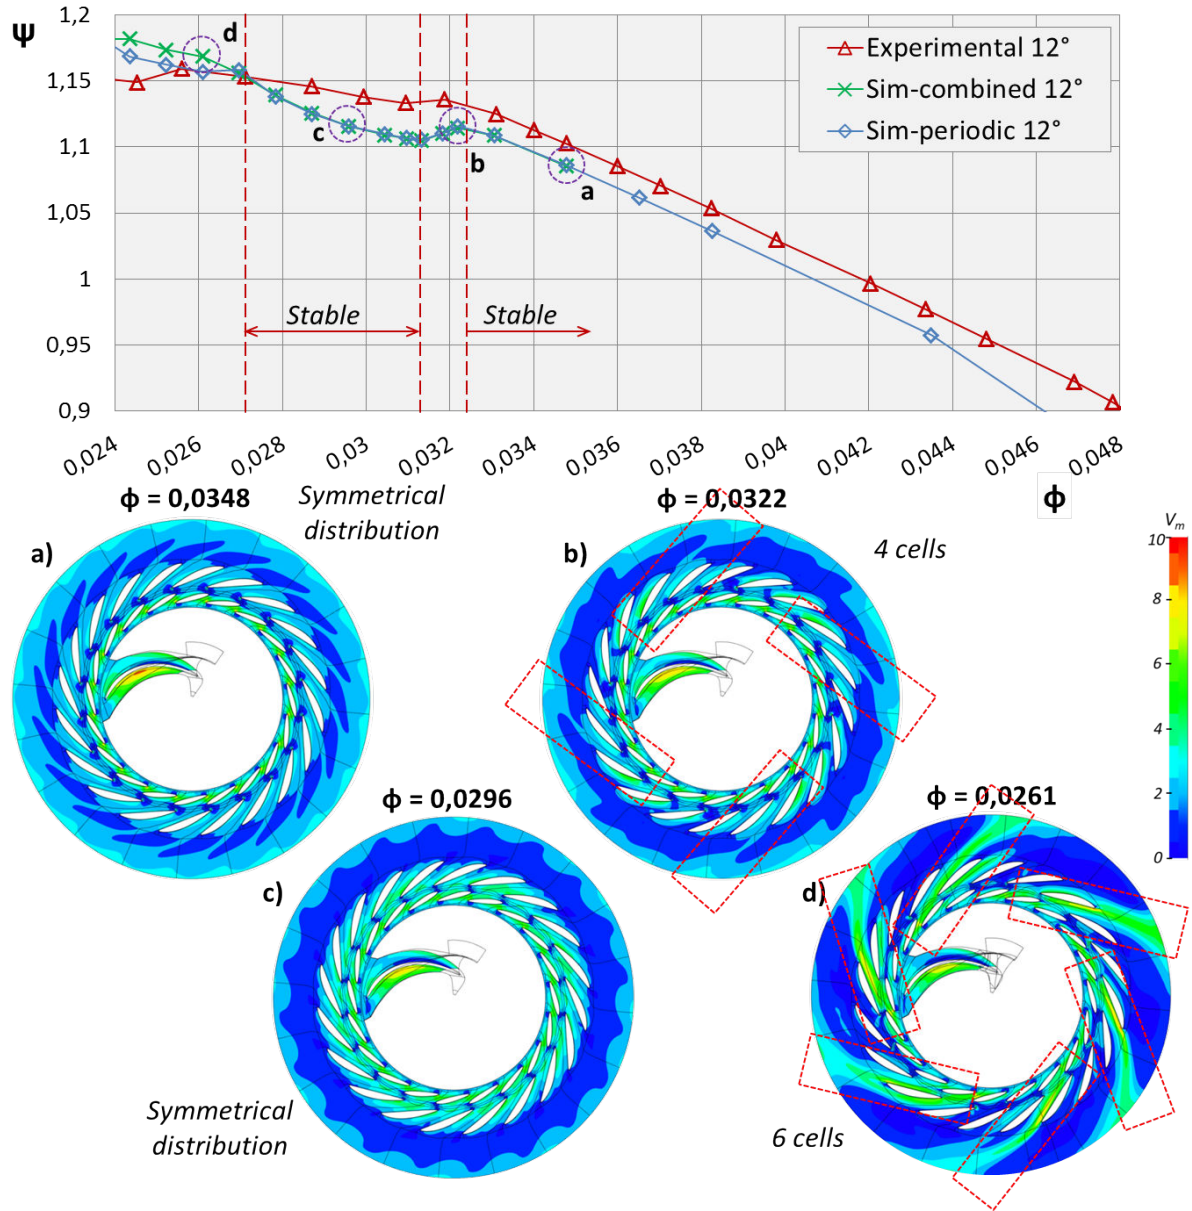 Ψ
1,2
1,15
1,1
1,05
1
0,95
0,9
d
c
b
a
Experimental 12°
Sim-combined 12°
Sim-periodic 12°
Stable
Stable
0,024
0,026
0,028
0,03
0,032
0,034
0,036
0,038
0,04
0,042
0,044
0,046
0,048
ϕ
ϕ = 0,0348
Symmetrical
distribution
a)
ϕ = 0,0322
b)
4 cells
Vm
10
8
6
4
2
0
ϕ = 0,0296
c)
Symmetrical
distribution
ϕ = 0,0261
d)
6 cells